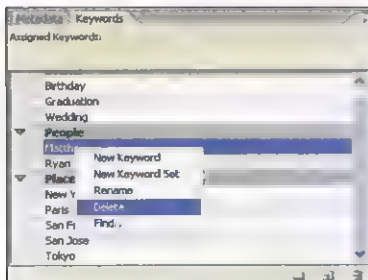 Metadata Keywords
Assigned Keywords:
Birthday
Graduation
Wedding
People
Matthe
Ryan
Place
New Y
Paris
San Fr
San Jose
Tokyo
New Keyword
New Keyword Set
Rename
Delete
Find...